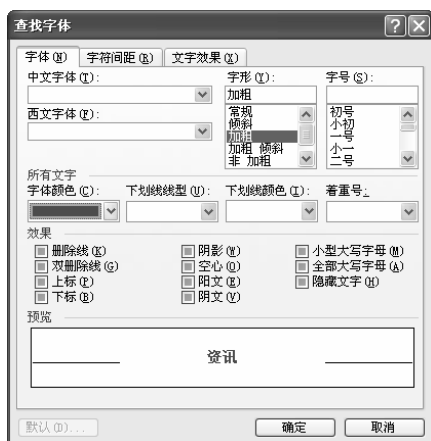 查找字体
字体(N) 字符间距(R) 文字效果(X)
中文字体(T): 字形(Y): 字号(S):
加粗
常规 初号
西文字体(F): 倾斜 小初
加粗 一号
加粗 倾斜 小一
非 加粗 二号
所有文字
字体颜色(C): 下划线线型(U): 下划线颜色(I): 着重号:
效果
删除线(K) 阴影(W) 小型大写字母(M)
双删除线(G) 空心(O) 全部大写字母(A)
上标(P) 阳文(E) 隐藏文字(H)
下标(B) 阴文(V)
预览
资讯
默认(D)... 确定 取消